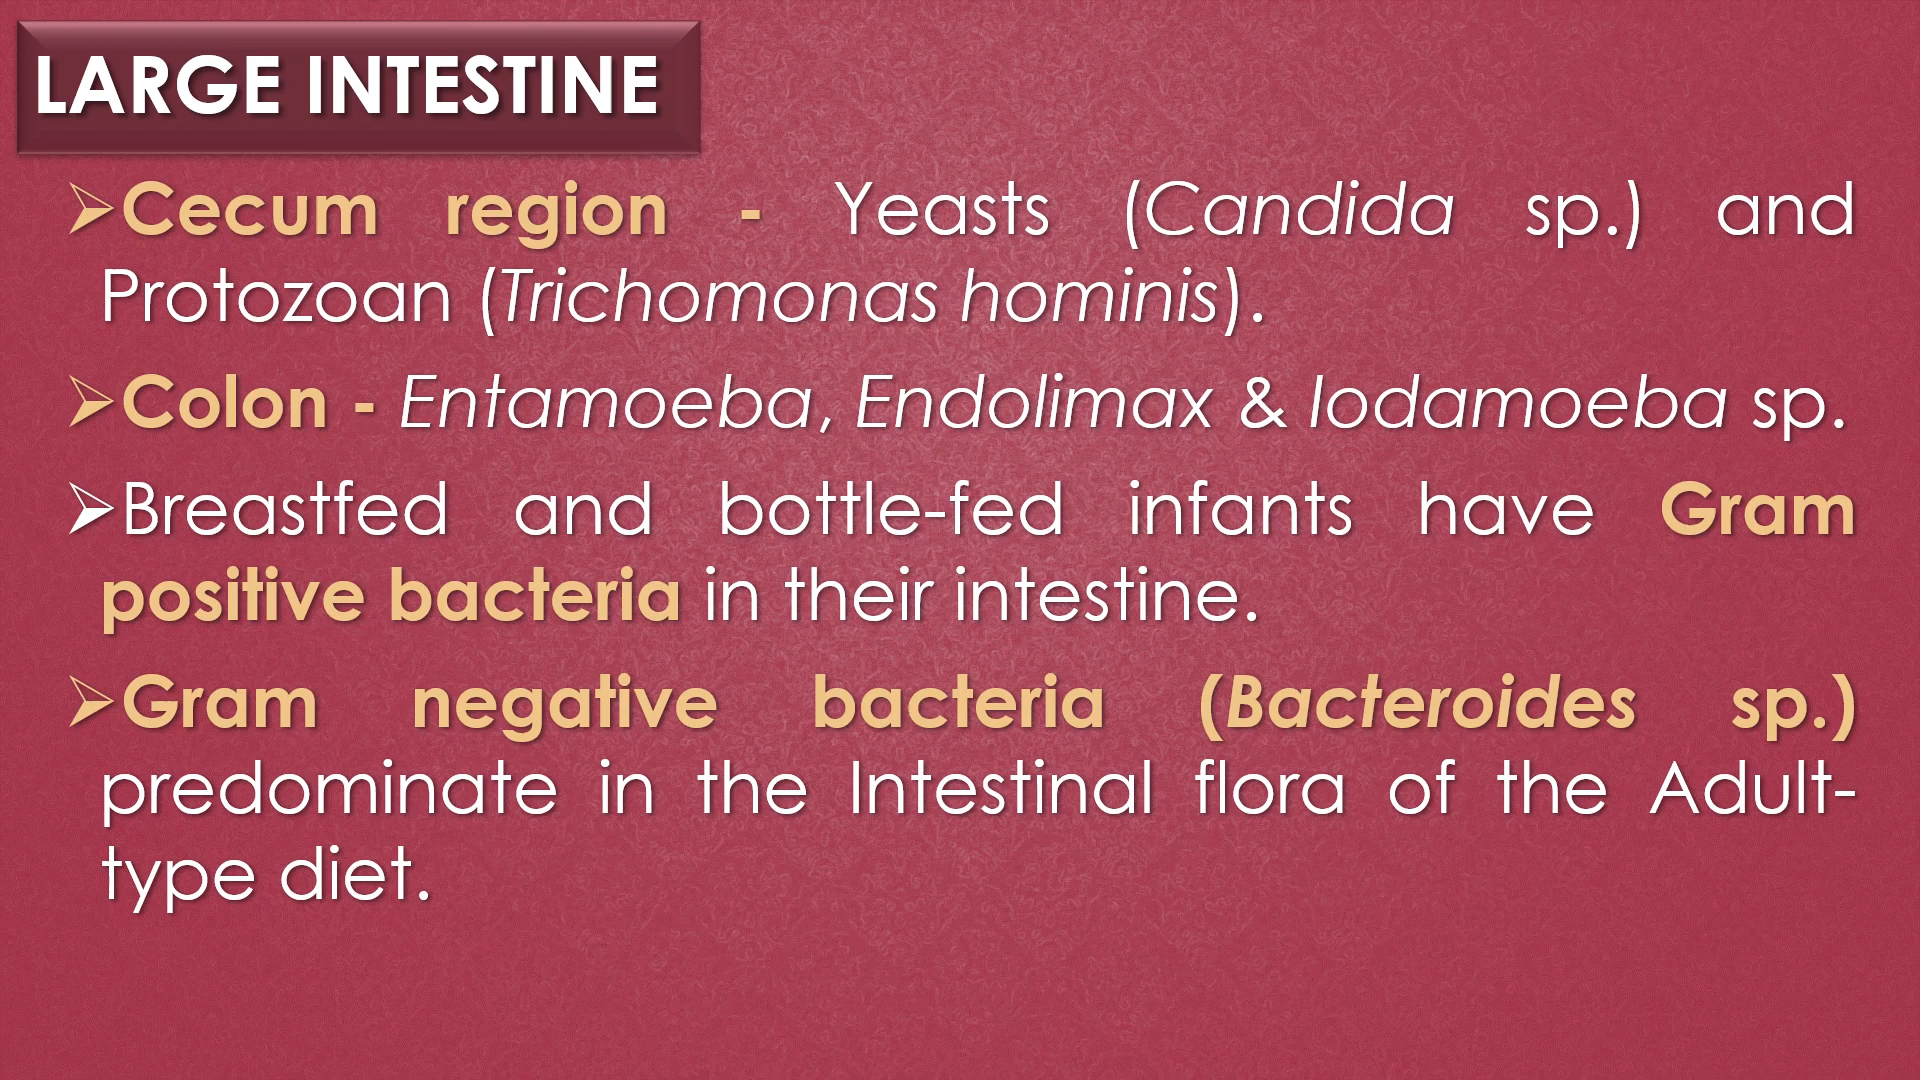 LARGE INTESTINE
➢Cecum region - Yeasts (Candida sp.) and
Protozoan (Trichomonas hominis).
➢Colon - Entamoeba, Endolimax & Iodamoeba sp.
➢Breastfed and bottle-fed infants have Gram
positive bacteria in their intestine.
➢Gram negative bacteria (Bacteroides sp.)
predominate in the Intestinal flora of the Adult-
type diet.